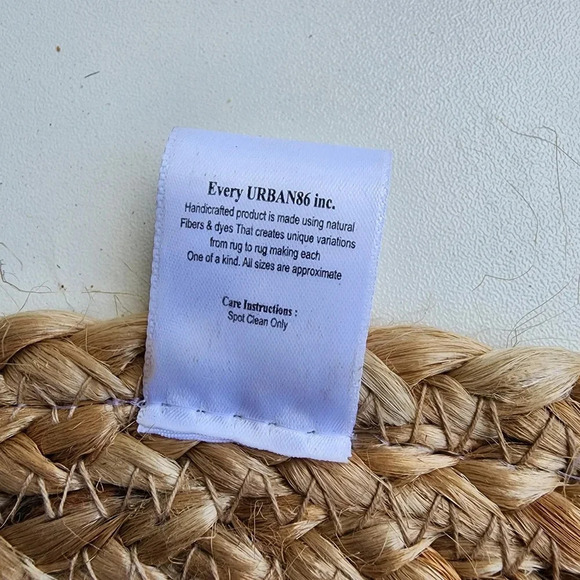 Every URBAN86 inc.
Handicrafted product is made using natural
Fibers & dyes That creates unique variations
from rug to rug making each
One of a kind. All sizes are approximate
Care Instructions :
Spot Clean Only